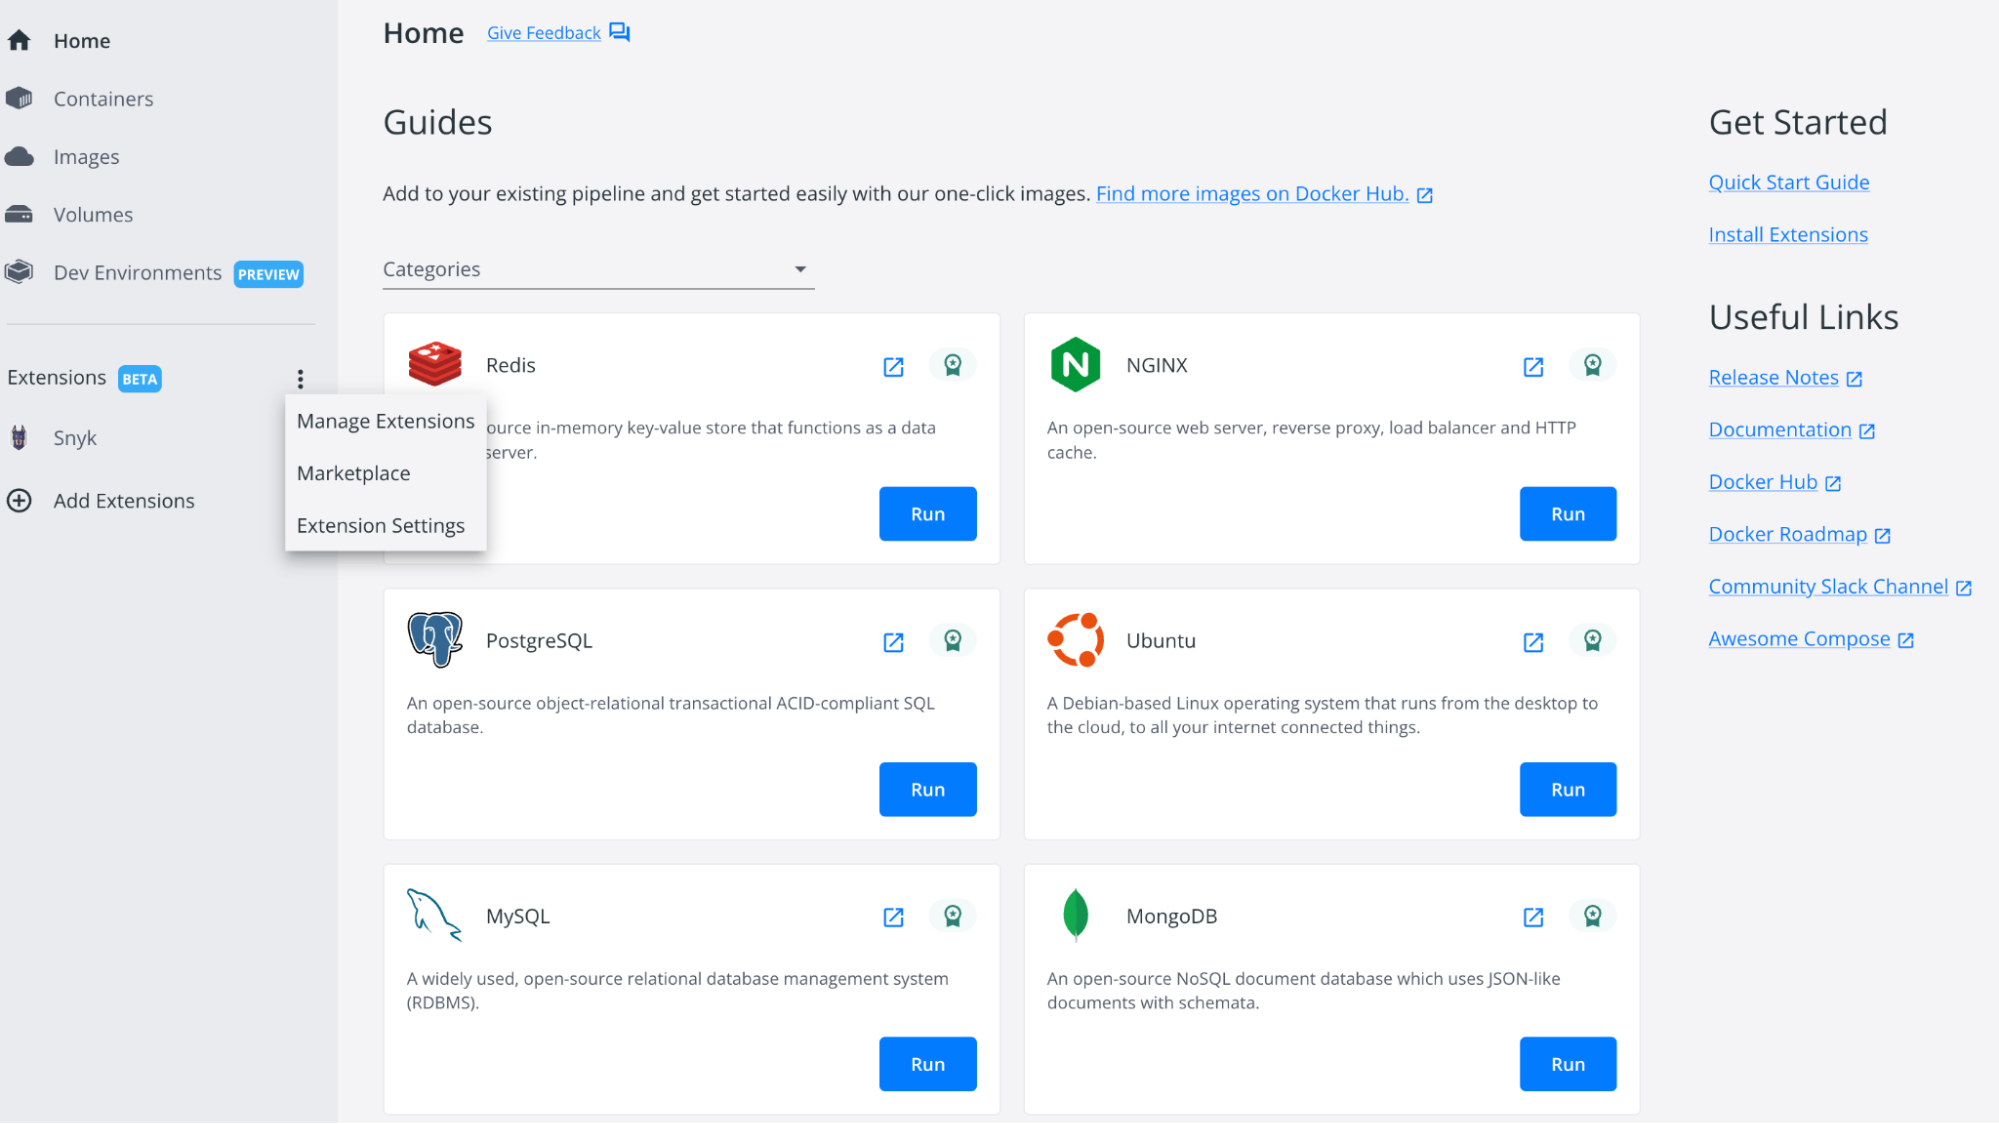 Home
Containers
Images
Volumes
Dev Environments PREVIEW
Extensions BETA
Snyk
Add Extensions
Manage Extensions
Marketplace
Extension Settings
Home Give Feedback
Guides
Add to your existing pipeline and get started easily with our one-click images. Find more images on Docker Hub.
Categories
Redis
ource in-memory key-value store that functions as a data
server.
Run
NGINX
An open-source web server, reverse proxy, load balancer and HTTP
cache.
Run
PostgreSQL
An open-source object-relational transactional ACID-compliant SQL
database.
Run
Ubuntu
A Debian-based Linux operating system that runs from the desktop to
the cloud, to all your internet connected things.
Run
MySQL
A widely used, open-source relational database management system
(RDBMS).
Run
MongoDB
An open-source NoSQL document database which uses JSON-like
documents with schemata.
Run
Get Started
Quick Start Guide
Install Extensions
Useful Links
Release Notes
Documentation
Docker Hub
Docker Roadmap
Community Slack Channel
Awesome Compose